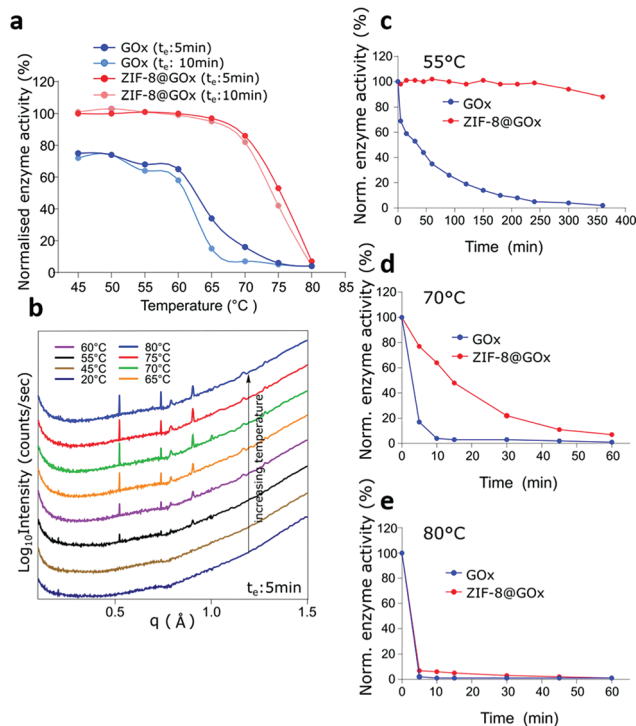 a
GOx (te:5min)
GOx (te: 10min)
ZIF-8@GOx (te:5min)
ZIF-8@GOx (te:10min)
Normalised enzyme activity (%)
120
100
80
60
40
20
0
45 50 55 60 65 70 75 80 85
Temperature (°C)
b
60°C 80°C
55°C 75°C
45°C 70°C
20°C 65°C
Log10Intensity (counts/sec)
increasing temperature
te:5min
0.5 1.0 1.5
q (Å)
c
55°C
GOx
ZIF-8@GOx
Norm. enzyme activity (%)
120
100
80
60
40
20
0
0 50 100 150 200 250 300 350 400
Time (min)
d
70°C
GOx
ZIF-8@GOx
Norm. enzyme activity (%)
120
100
80
60
40
20
0
0 10 20 30 40 50 60
Time (min)
e
80°C
GOx
ZIF-8@GOx
Norm. enzyme activity (%)
120
100
80
60
40
20
0
0 10 20 30 40 50 60
Time (min)